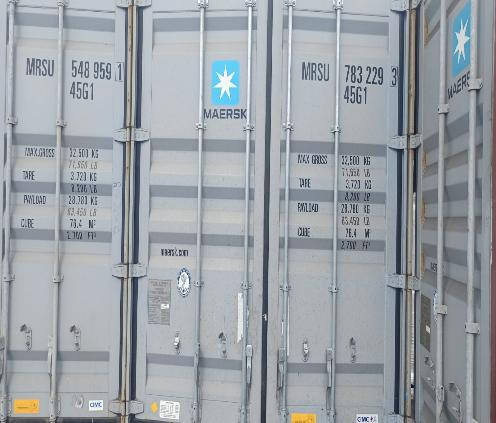 MRSU 548 959 1
45G1
MAX.GROSS 32,500 KG
71,650 LB
TARE 3.720 KG
8,200 LB
PAYLOAD 28,780 KG
63,450 LB
CUBE 76.4 M³
2,700 FT³
MAERSK
maersk.com
CIMC
MRSU 783 229 3
45G1
MAX.GROSS 32,500 KG
71,650 LB
TARE 3.720 KG
8,200 LB
PAYLOAD 28,780 KG
63,450 LB
CUBE 76.4 M³
2,700 FT³
CIMC
MAERSK